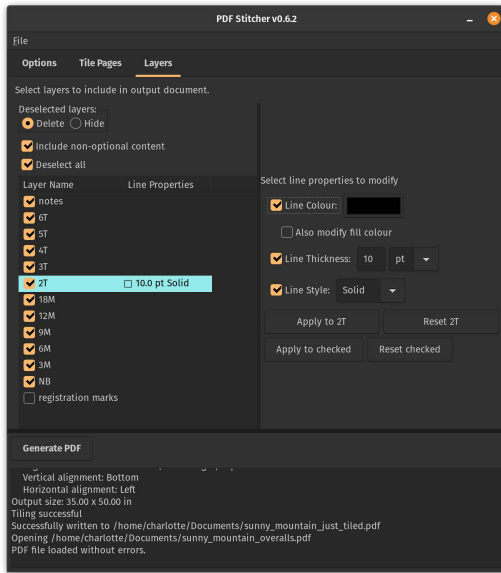 PDF Stitcher v0.6.2
File
Options Tile Pages Layers
Select layers to include in output document.
Deselected layers:
Delete Hide
Include non-optional content
Deselect all
Layer Name Line Properties
notes
6T
5T
4T
3T
2T 10.0 pt Solid
18M
12M
9M
6M
3M
NB
registration marks
Select line properties to modify
Line Colour:
Also modify fill colour
Line Thickness: 10 pt
Line Style: Solid
Apply to 2T Reset 2T
Apply to checked Reset checked
Generate PDF
Vertical alignment: Bottom
Horizontal alignment: Left
Output size: 35.00 x 50.00 in
Tiling successful
Successfully written to /home/charlotte/Documents/sunny_mountain_just_tiled.pdf
Opening /home/charlotte/Documents/sunny_mountain_overalls.pdf
PDF file loaded without errors.